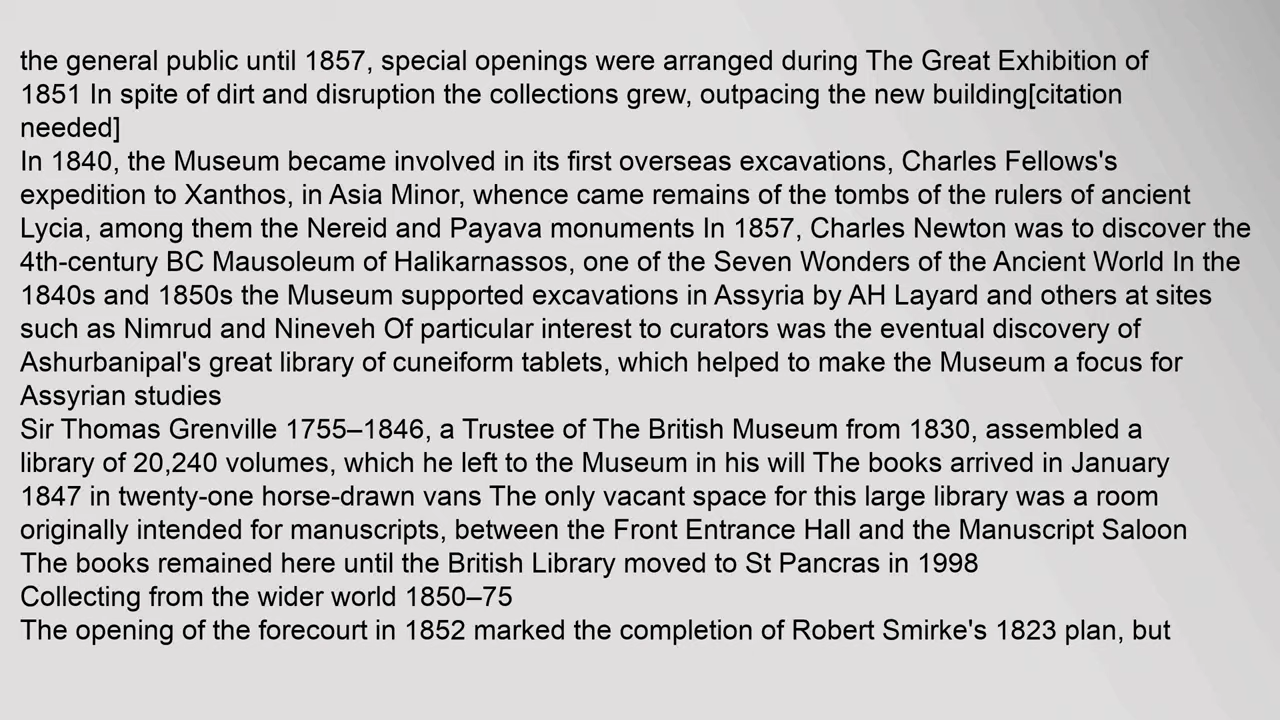 the general public until 1857, special openings were arranged during The Great Exhibition of
1851 In spite of dirt and disruption the collections grew, outpacing the new building[citation
needed]
In 1840, the Museum became involved in its first overseas excavations, Charles Fellows's
expedition to Xanthos, in Asia Minor, whence came remains of the tombs of the rulers of ancient
Lycia, among them the Nereid and Payava monuments In 1857, Charles Newton was to discover the
4th-century BC Mausoleum of Halikarnassos, one of the Seven Wonders of the Ancient World In the
1840s and 1850s the Museum supported excavations in Assyria by AH Layard and others at sites
such as Nimrud and Nineveh Of particular interest to curators was the eventual discovery of
Ashurbanipal's great library of cuneiform tablets, which helped to make the Museum a focus for
Assyrian studies
Sir Thomas Grenville 1755–1846, a Trustee of The British Museum from 1830, assembled a
library of 20,240 volumes, which he left to the Museum in his will The books arrived in January
1847 in twenty-one horse-drawn vans The only vacant space for this large library was a room
originally intended for manuscripts, between the Front Entrance Hall and the Manuscript Saloon
The books remained here until the British Library moved to St Pancras in 1998
Collecting from the wider world 1850–75
The opening of the forecourt in 1852 marked the completion of Robert Smirke's 1823 plan, but